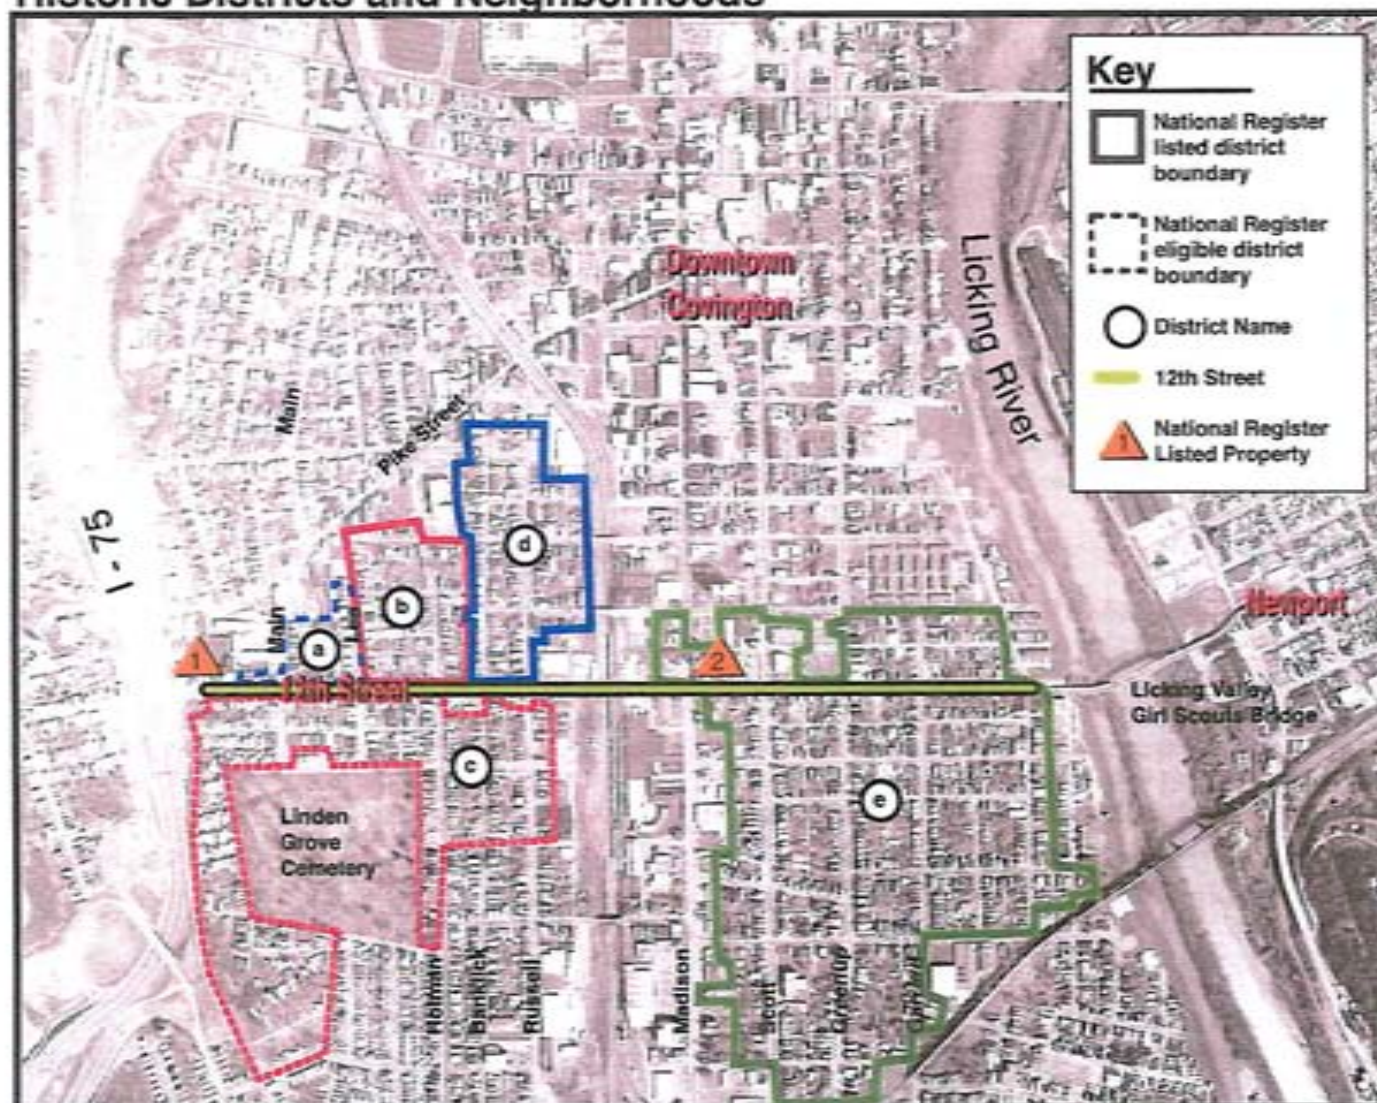 Historic Districts and Neighborhoods
Key
National Register
listed district
boundary
National Register
eligible district
boundary
District Name
12th Street
1
National Register
Listed Property
Downtown
Covington
Licking River
Main
Pike Street
I - 75
d
b
Main
a
1
2
Newport
12th Street
Licking Valley
Girl Scouts Bridge
c
e
Linden
Grove
Cemetery
Holman
Banklick
Russell
Madison
Scott
Greenup